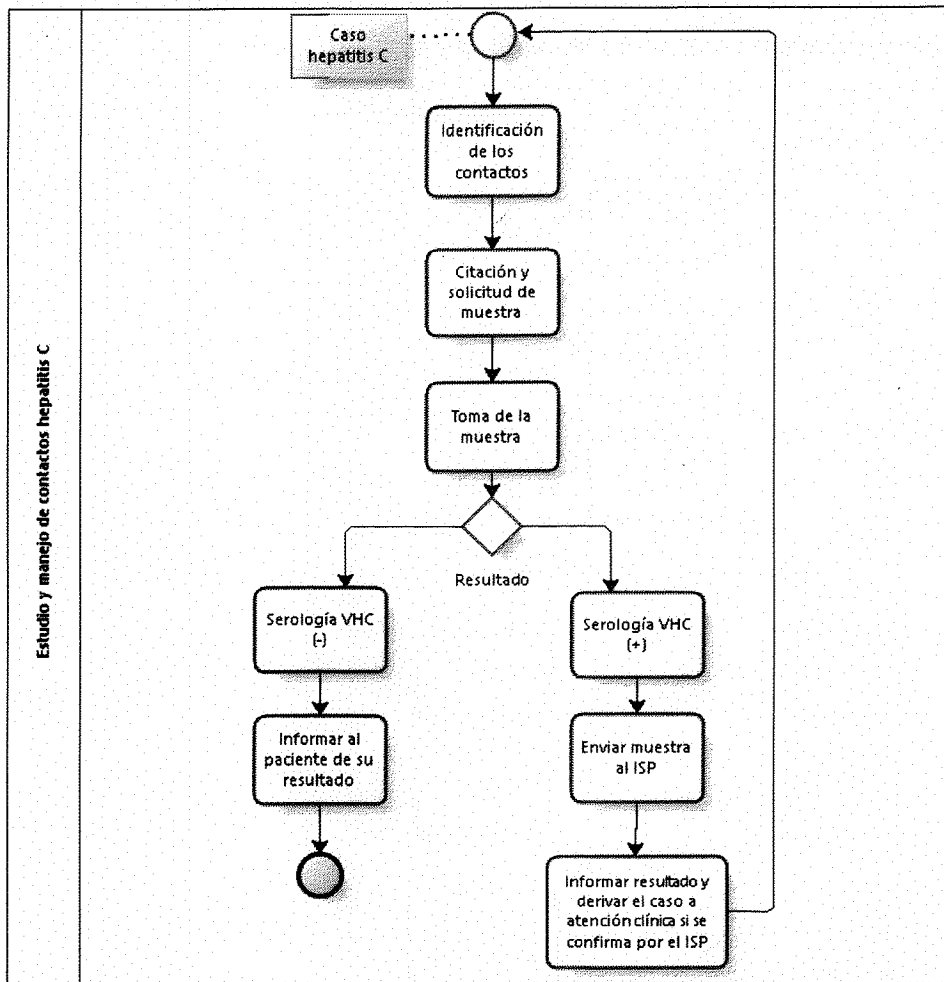 Estudio y manejo de contactos hepatitis C
Caso
hepatitis C
Identificación
de los
contactos
Citación y
solicitud de
muestra
Toma de la
muestra
Resultado
Serología VHC
(-)
Informar al
paciente de su
resultado
Serología VHC
(+)
Enviar muestra
al ISP
Informar resultado y
derivar el caso a
atención clínica si se
confirma por el ISP